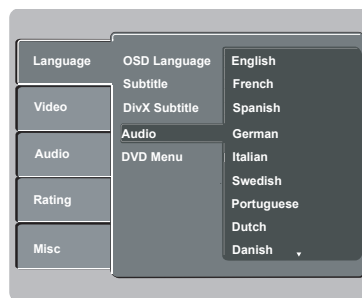 Language
Video
Audio
Rating
Misc
OSD Language
Subtitle
DivX Subtitle
Audio
DVD Menu
English
French
Spanish
German
Italian
Swedish
Portuguese
Dutch
Danish